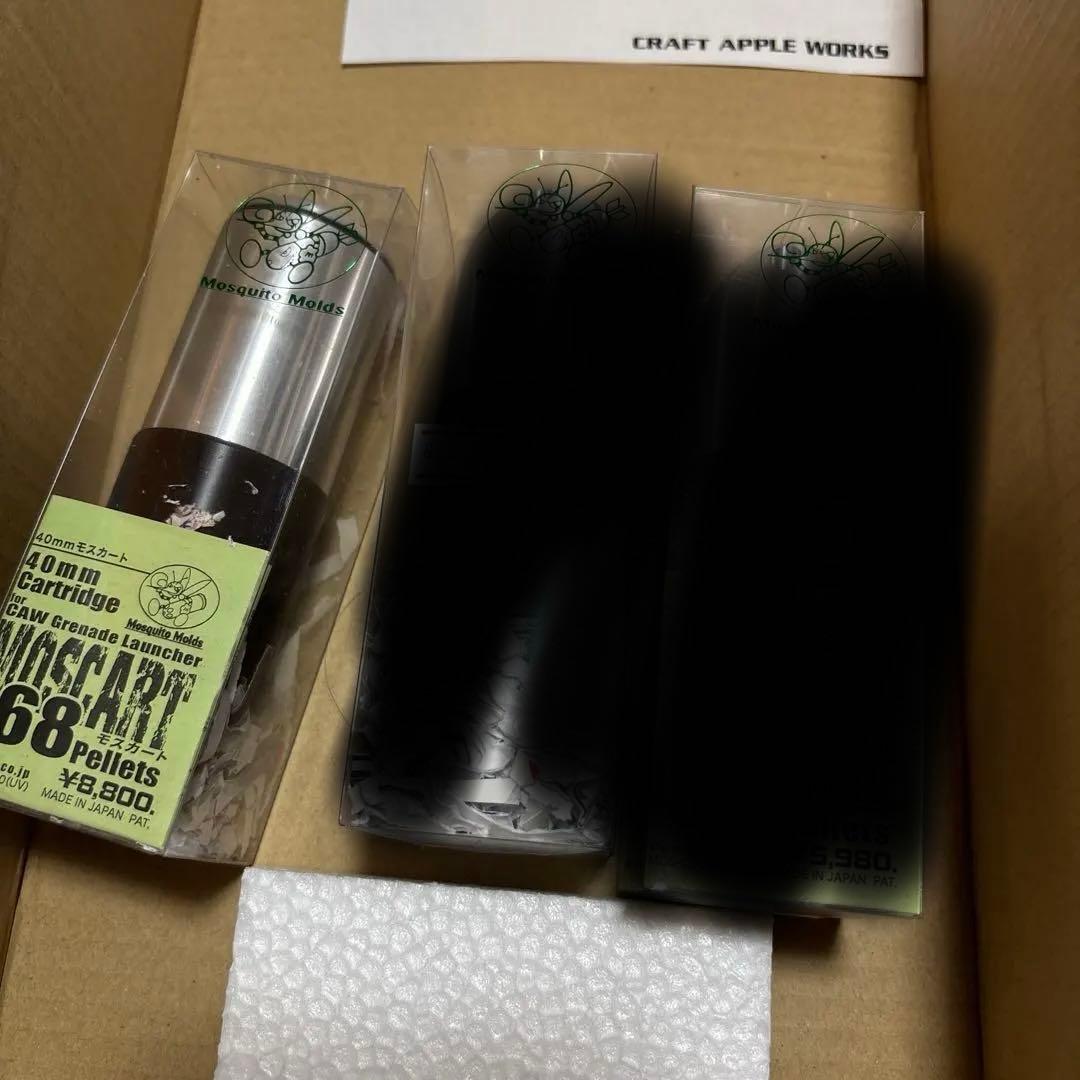 CRAFT APPLE WORKS
Mosquito Molds
40mmモスカート
40mm
Cartridge
for
CAW Grenade Launcher
Mosquito Molds
MOSCART
モスカート
68 Pellets
.co.jp
¥8,800.
0(UV)
MADE IN JAPAN PAT.
5,980.
IN JAPAN PAT.